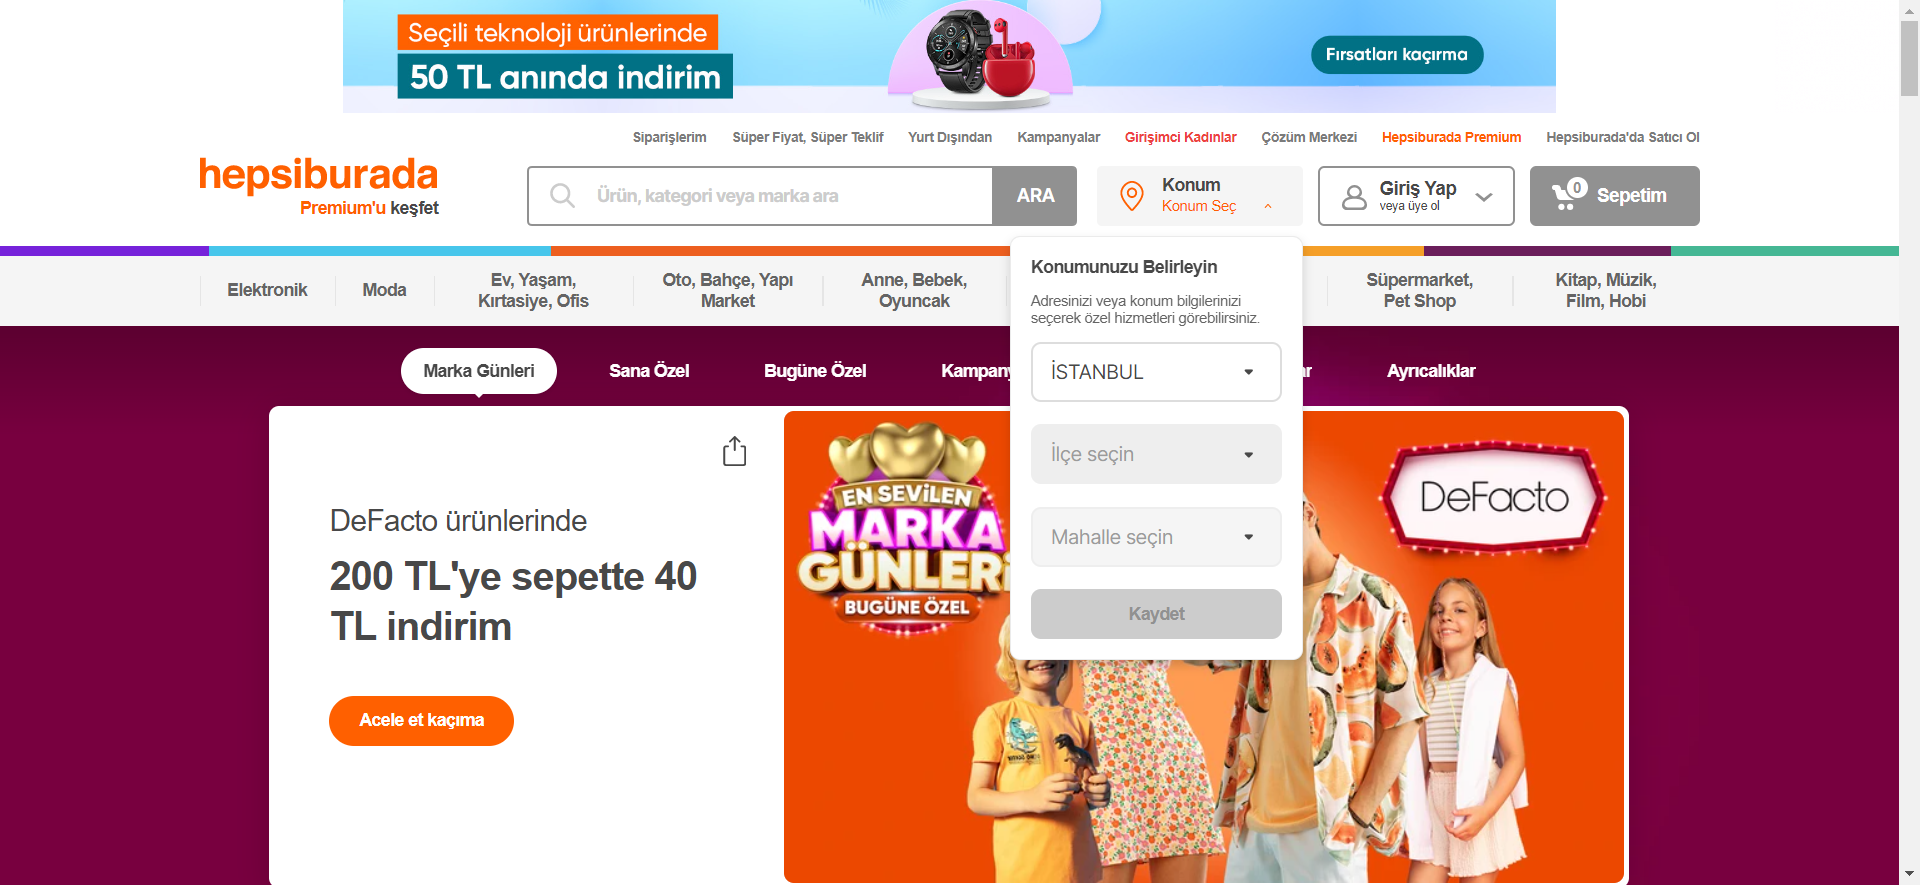 Seçili teknoloji ürünlerinde
50 TL anında indirim
Fırsatları kaçırma
Siparişlerim
Süper Fiyat, Süper Teklif
Yurt Dışından
Kampanyalar
Girişimci Kadınlar
Çözüm Merkezi
Hepsiburada Premium
Hepsiburada'da Satıcı Ol
hepsiburada
Premium'u keşfet
Ürün, kategori veya marka ara
ARA
Konum
Konum Seç
Giriş Yap
veya üye ol
0
Sepetim
Elektronik
Moda
Ev, Yaşam,
Kırtasiye, Ofis
Oto, Bahçe, Yapı
Market
Anne, Bebek,
Oyuncak
Süpermarket,
Pet Shop
Kitap, Müzik,
Film, Hobi
Konumunuzu Belirleyin
Adresinizi veya konum bilgilerinizi
seçerek özel hizmetleri görebilirsiniz.
İSTANBUL
İlçe seçin
Mahalle seçin
Kaydet
Marka Günleri
Sana Özel
Bugüne Özel
Ayrıcalıklar
DeFacto ürünlerinde
200 TL'ye sepette 40
TL indirim
Acele et kaçıma
EN SEVİLEN
MARKA
GÜNLERİ
BUGÜNE ÖZEL
DeFacto